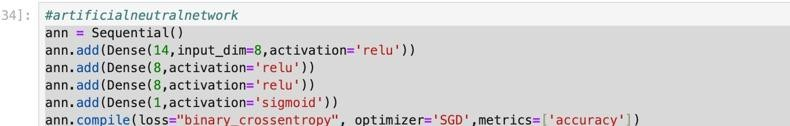 34]:
#artificialneutralnetwork
ann = Sequential()
ann.add(Dense(14,input_dim=8,activation='relu'))
ann.add(Dense(8,activation='relu'))
ann.add(Dense(8,activation='relu'))
ann.add(Dense(1,activation='sigmoid'))
ann.compile(loss="binary_crossentropy", optimizer='SGD',metrics=['accuracy'])